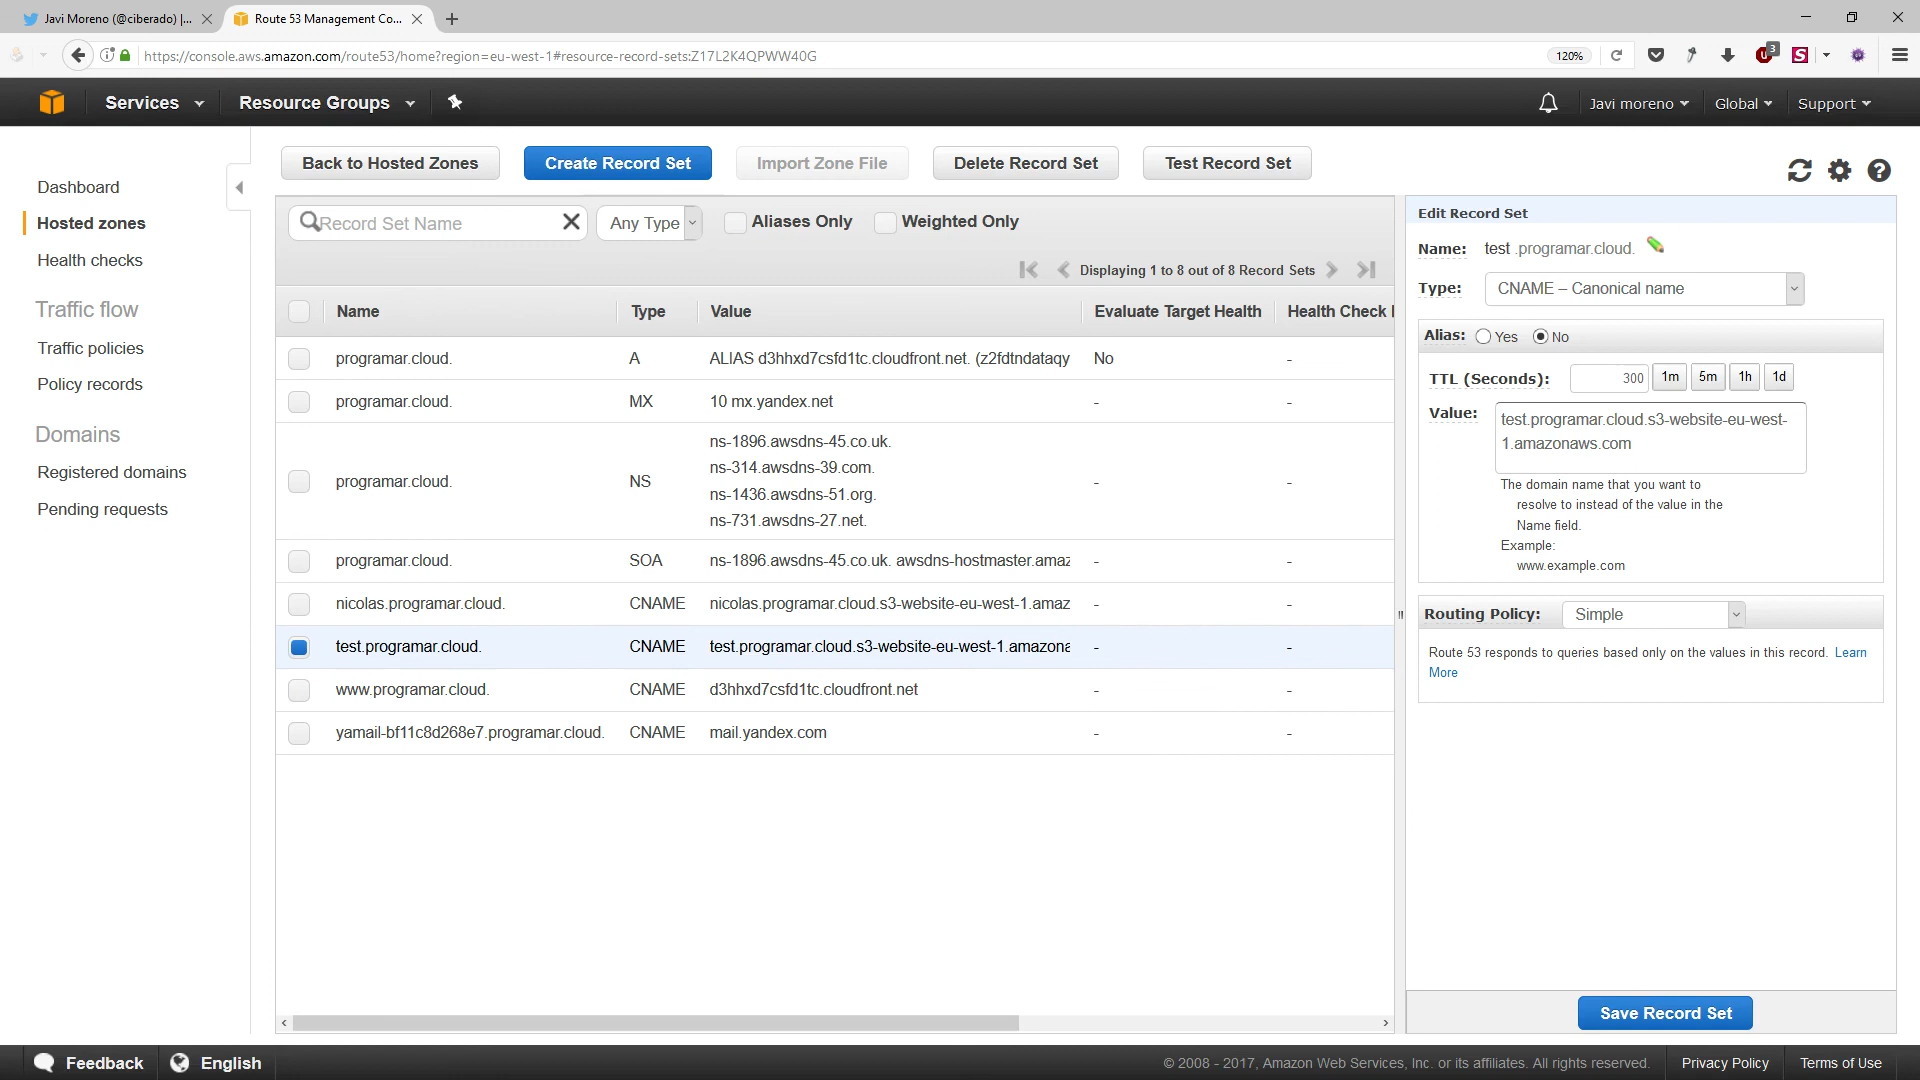 Javi Moreno (@ciberado) |...
Route 53 Management Co...
https://console.aws.amazon.com/route53/home?region=eu-west-1#resource-record-sets:Z17L2K4QPWW40G
120%
3
S
Services
Resource Groups
Javi moreno
Global
Support
Dashboard
Hosted zones
Health checks
Traffic flow
Traffic policies
Policy records
Domains
Registered domains
Pending requests
Back to Hosted Zones
Create Record Set
Import Zone File
Delete Record Set
Test Record Set
Record Set Name
Any Type
Aliases Only
Weighted Only
Displaying 1 to 8 out of 8 Record Sets
Name Type Value Evaluate Target Health Health Check I
programar.cloud. A ALIAS d3hhxd7csfd1tc.cloudfront.net. (z2fdtndataqy No -
programar.cloud. MX 10 mx.yandex.net - -
ns-1896.awsdns-45.co.uk.
ns-314.awsdns-39.com.
programar.cloud. NS - -
ns-1436.awsdns-51.org.
ns-731.awsdns-27.net.
programar.cloud. SOA ns-1896.awsdns-45.co.uk. awsdns-hostmaster.amaz - -
nicolas.programar.cloud. CNAME nicolas.programar.cloud.s3-website-eu-west-1.amaz - -
test.programar.cloud. CNAME test.programar.cloud.s3-website-eu-west-1.amazona - -
www.programar.cloud. CNAME d3hhxd7csfd1tc.cloudfront.net - -
yamail-bf11c8d268e7.programar.cloud. CNAME mail.yandex.com - -
Edit Record Set
Name: test .programar.cloud.
Type: CNAME – Canonical name
Alias: Yes No
TTL (Seconds): 300 1m 5m 1h 1d
Value: test.programar.cloud.s3-website-eu-west-
1.amazonaws.com
The domain name that you want to
resolve to instead of the value in the
Name field.
Example:
www.example.com
Routing Policy: Simple
Route 53 responds to queries based only on the values in this record. Learn
More
Save Record Set
Feedback
English
© 2008 - 2017, Amazon Web Services, Inc. or its affiliates. All rights reserved.
Privacy Policy
Terms of Use